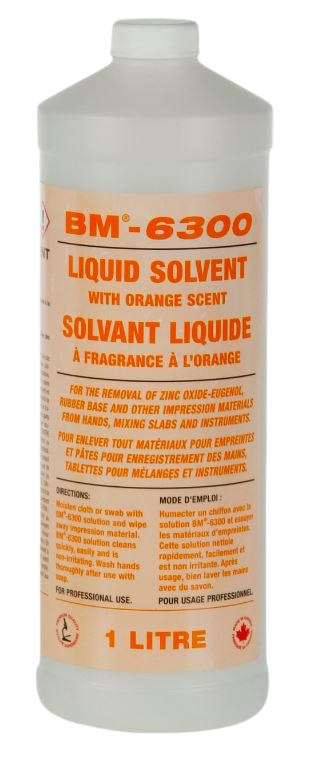 BM®-6300
LIQUID SOLVENT
WITH ORANGE SCENT
SOLVANT LIQUIDE
À FRAGRANCE À L'ORANGE
FOR THE REMOVAL OF ZINC OXIDE-EUGENOL,
RUBBER BASE AND OTHER IMPRESSION MATERIALS
FROM HANDS, MIXING SLABS AND INSTRUMENTS.
POUR ENLEVER TOUT MATÉRIAUX POUR EMPREINTES
ET PÂTES POUR ENREGISTREMENT DES MAINS,
TABLETTES POUR MÉLANGES ET INSTRUMENTS.
DIRECTIONS:
Moisten cloth or swab with
BM®-6300 solution and wipe
away impression material.
BM®-6300 solution cleans
quickly, easily and is
non-irritating. Wash hands
thoroughly after use with
soap.
FOR PROFESSIONAL USE.
MODE D'EMPLOI :
Humecter un chiffon avec la
solution BM®-6300 et essuyer
les matériaux d'empreintes.
Cette solution nettoie
rapidement, facilement et
est non irritante. Après
usage, bien laver les mains
avec du savon.
POUR USAGE PROFESSIONNEL.
1 LITRE